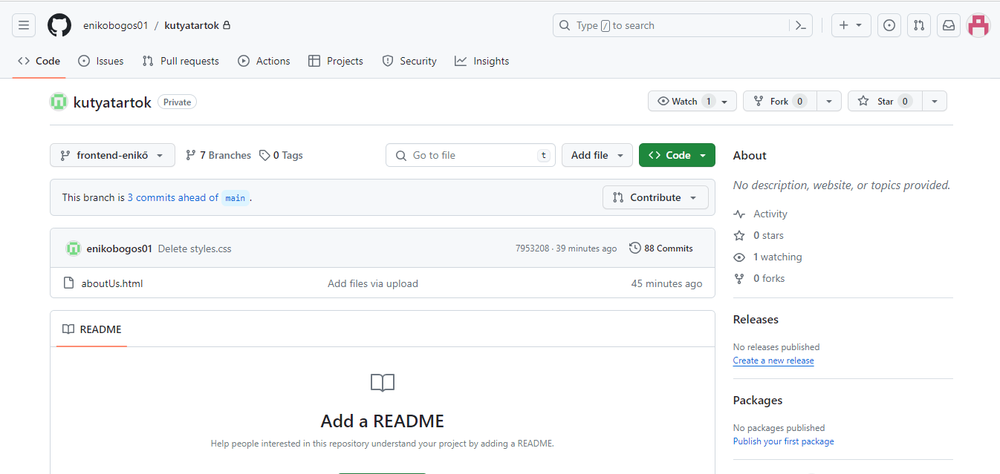 enikobogos01 / kutyatartok
Type / to search
Code Issues Pull requests Actions Projects Security Insights
kutyatartok Private
Watch 1 Fork 0 Star 0
frontend-enikő 7 Branches 0 Tags Go to file t Add file Code
About
No description, website, or topics provided.
This branch is 3 commits ahead of main .
Contribute
Activity
0 stars
1 watching
0 forks
enikobogos01 Delete styles.css 7953208 · 39 minutes ago 88 Commits
aboutUs.html Add files via upload 45 minutes ago
README
Releases
No releases published
Create a new release
Add a README
Help people interested in this repository understand your project by adding a README.
Packages
No packages published
Publish your first package